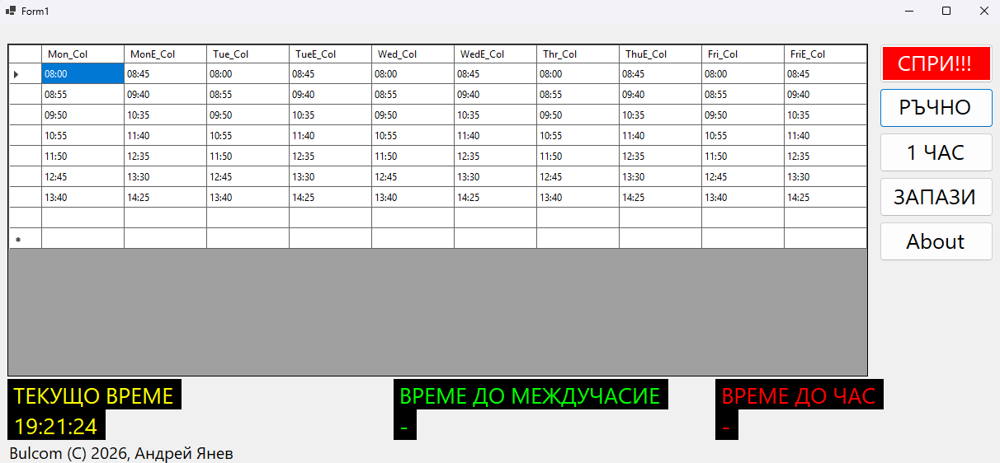 Form1
Mon_Col MonE_Col Tue_Col TueE_Col Wed_Col WedE_Col Thr_Col ThuE_Col Fri_Col FriE_Col
08:00 08:45 08:00 08:45 08:00 08:45 08:00 08:45 08:00 08:45
08:55 09:40 08:55 09:40 08:55 09:40 08:55 09:40 08:55 09:40
09:50 10:35 09:50 10:35 09:50 10:35 09:50 10:35 09:50 10:35
10:55 11:40 10:55 11:40 10:55 11:40 10:55 11:40 10:55 11:40
11:50 12:35 11:50 12:35 11:50 12:35 11:50 12:35 11:50 12:35
12:45 13:30 12:45 13:30 12:45 13:30 12:45 13:30 12:45 13:30
13:40 14:25 13:40 14:25 13:40 14:25 13:40 14:25 13:40 14:25
СПРИ!!!
РЪЧНО
1 ЧАС
ЗАПАЗИ
About
ТЕКУЩО ВРЕМЕ
19:21:24
ВРЕМЕ ДО МЕЖДУЧАСИЕ
-
ВРЕМЕ ДО ЧАС
-
Bulcom (C) 2026, Андрей Янев